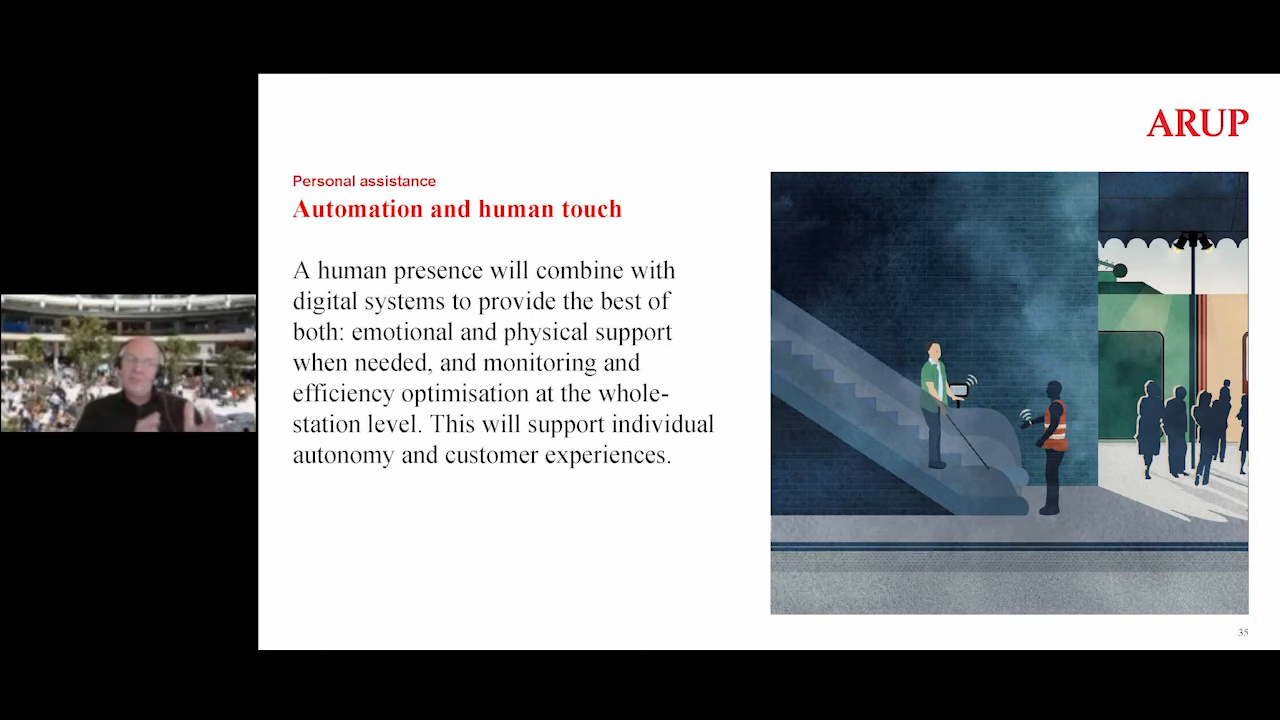 ARUP
Personal assistance
Automation and human touch
A human presence will combine with
digital systems to provide the best of
both: emotional and physical support
when needed, and monitoring and
efficiency optimisation at the whole-
station level. This will support individual
autonomy and customer experiences.
35